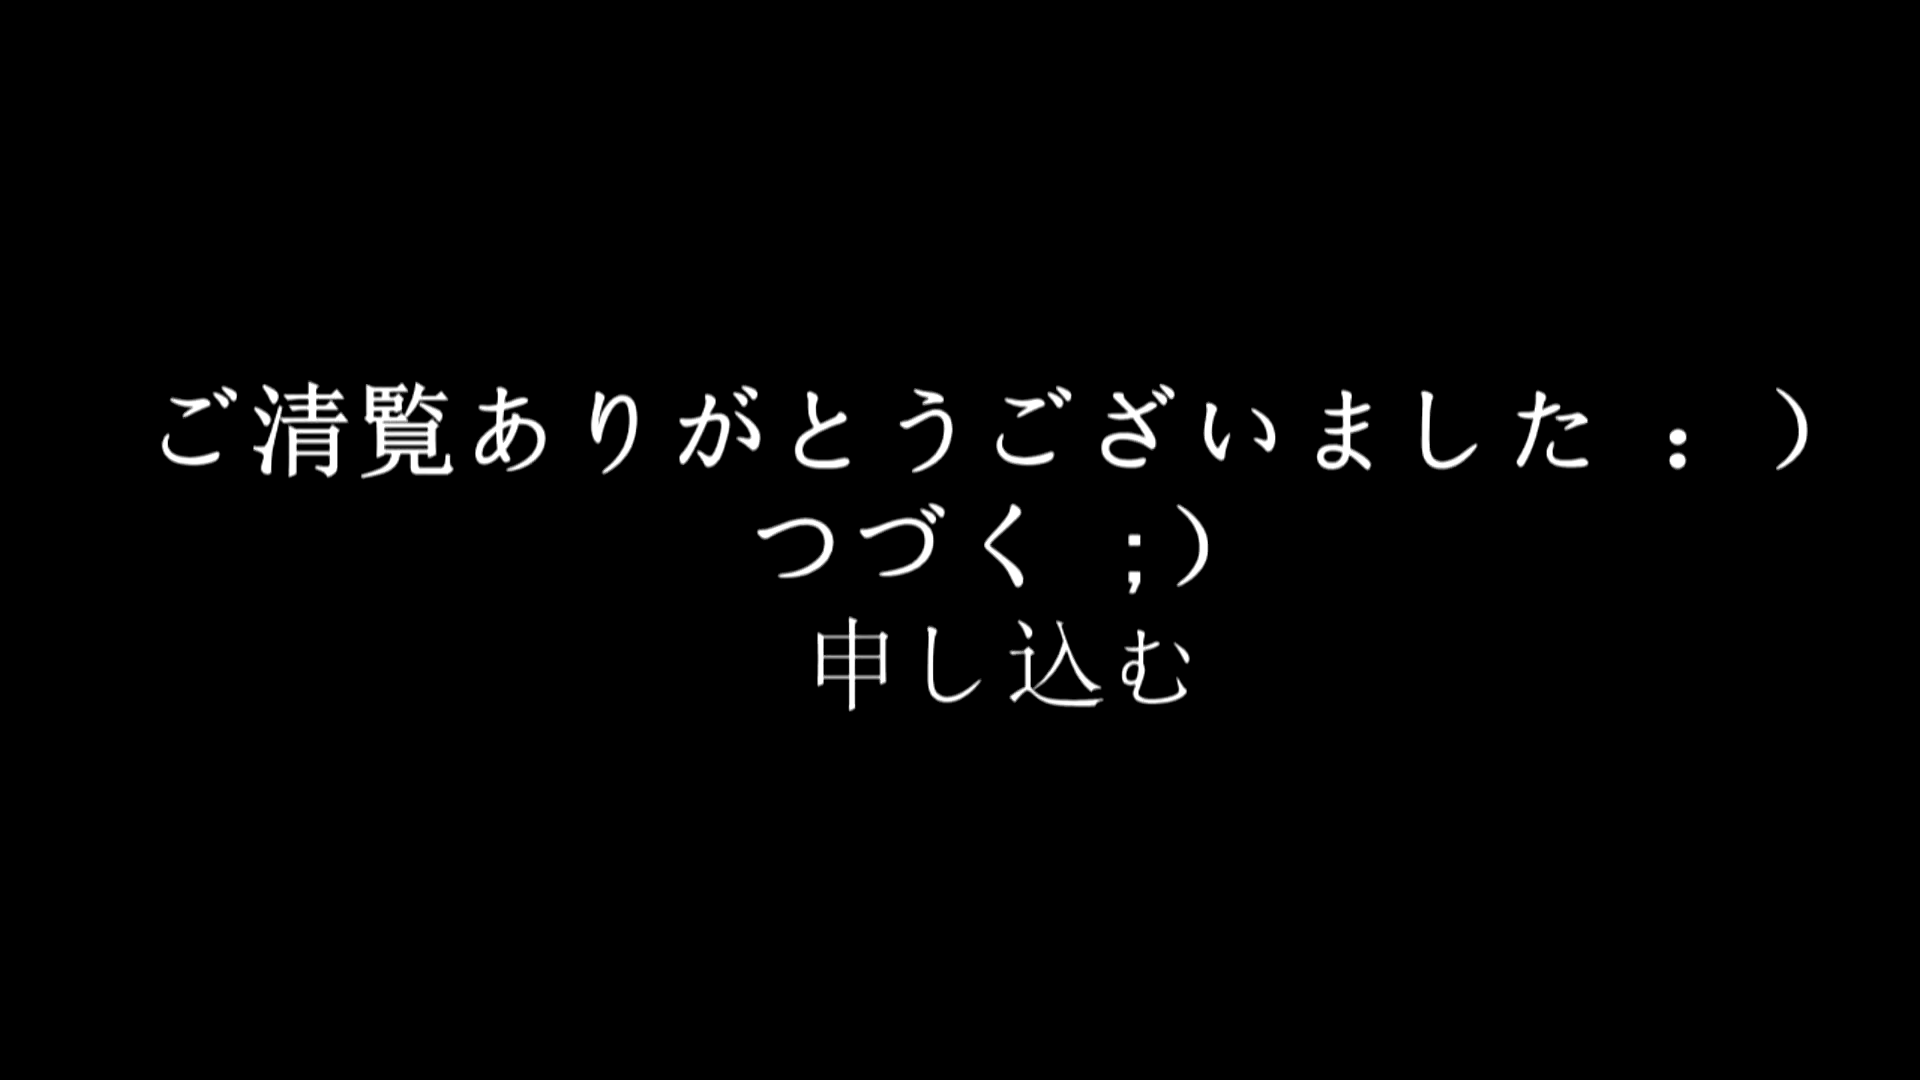 ご清覧ありがとうございました :)
つづく ;)
申し込む